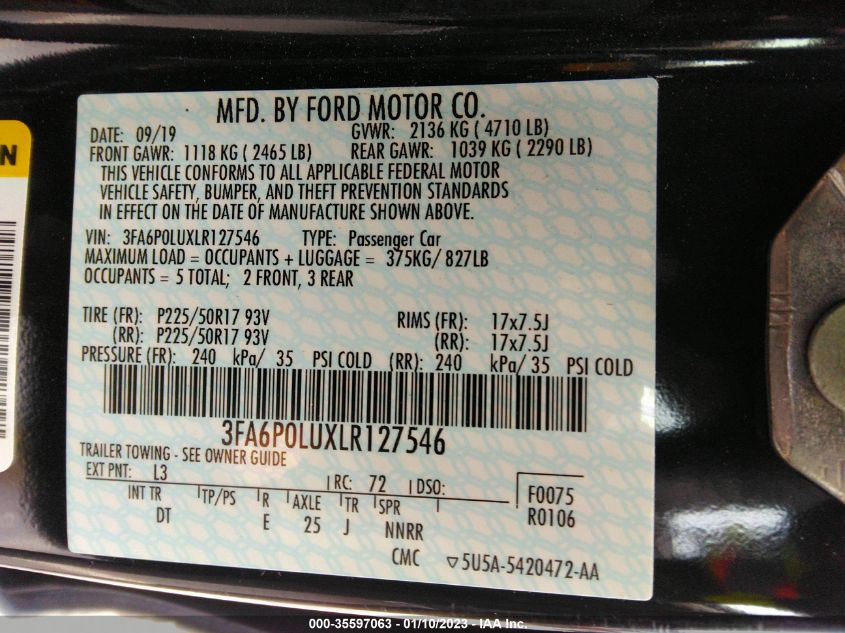 N
MFD. BY FORD MOTOR CO.
DATE: 09/19 GVWR: 2136 KG ( 4710 LB)
FRONT GAWR: 1118 KG ( 2465 LB) REAR GAWR: 1039 KG ( 2290 LB)
THIS VEHICLE CONFORMS TO ALL APPLICABLE FEDERAL MOTOR
VEHICLE SAFETY, BUMPER, AND THEFT PREVENTION STANDARDS
IN EFFECT ON THE DATE OF MANUFACTURE SHOWN ABOVE.
VIN: 3FA6P0LUXLR127546 TYPE: Passenger Car
MAXIMUM LOAD = OCCUPANTS + LUGGAGE = 375KG/ 827LB
OCCUPANTS = 5 TOTAL; 2 FRONT, 3 REAR
TIRE (FR): P225/50R17 93V RIMS (FR): 17x7.5J
(RR): P225/50R17 93V (RR): 17x7.5J
PRESSURE (FR): 240 kPa/ 35 PSI COLD (RR): 240 kPa/ 35 PSI COLD
3FA6P0LUXLR127546
TRAILER TOWING - SEE OWNER GUIDE
EXT PNT: L3 RC: 72 DSO: F0075
INT TR TP/PS R AXLE TR SPR R0106
DT E 25 J NNRR
CMC ▽5U5A-5420472-AA
000-35597063 - 01/10/2023 - IAA Inc.